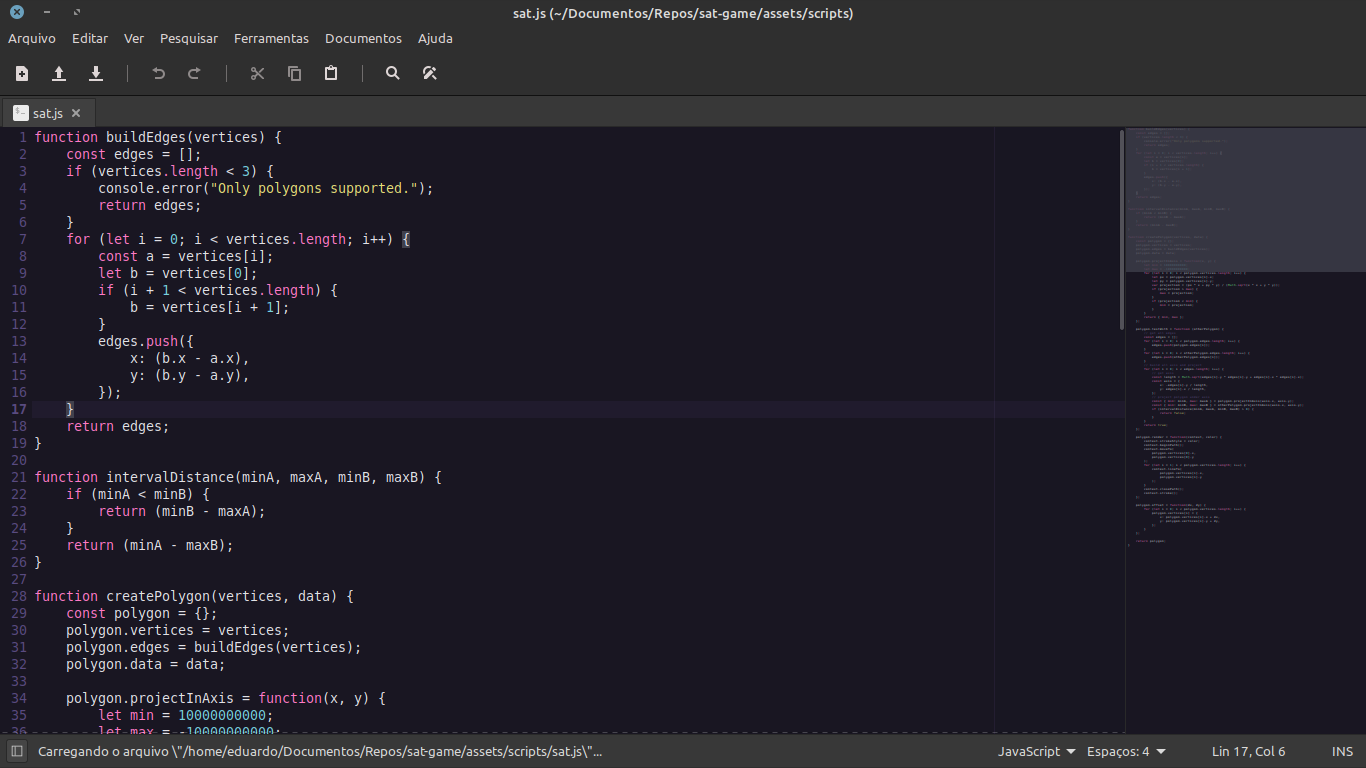 sat.js (~/Documentos/Repos/sat-game/assets/scripts)
Arquivo Editar Ver Pesquisar Ferramentas Documentos Ajuda
sat.js
1 function buildEdges(vertices) {
2     const edges = [];
3     if (vertices.length < 3) {
4         console.error("Only polygons supported.");
5         return edges;
6     }
7     for (let i = 0; i < vertices.length; i++) {
8         const a = vertices[i];
9         let b = vertices[0];
10         if (i + 1 < vertices.length) {
11             b = vertices[i + 1];
12         }
13         edges.push({
14             x: (b.x - a.x),
15             y: (b.y - a.y),
16         });
17     }
18     return edges;
19 }
20
21 function intervalDistance(minA, maxA, minB, maxB) {
22     if (minA < minB) {
23         return (minB - maxA);
24     }
25     return (minA - maxB);
26 }
27
28 function createPolygon(vertices, data) {
29     const polygon = {};
30     polygon.vertices = vertices;
31     polygon.edges = buildEdges(vertices);
32     polygon.data = data;
33
34     polygon.projectInAxis = function(x, y) {
35         let min = 10000000000;
36         let max = -10000000000;
Carregando o arquivo \"/home/eduardo/Documentos/Repos/sat-game/assets/scripts/sat.js\"...
JavaScript Espaços: 4 Lin 17, Col 6 INS